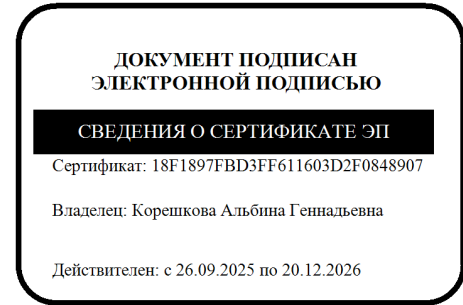 ДОКУМЕНТ ПОДПИСАН
ЭЛЕКТРОННОЙ ПОДПИСЬЮ
СВЕДЕНИЯ О СЕРТИФИКАТЕ ЭП
Сертификат: 18F1897FBD3FF611603D2F0848907
Владелец: Корешкова Альбина Геннадьевна
Действителен: с 26.09.2025 по 20.12.2026